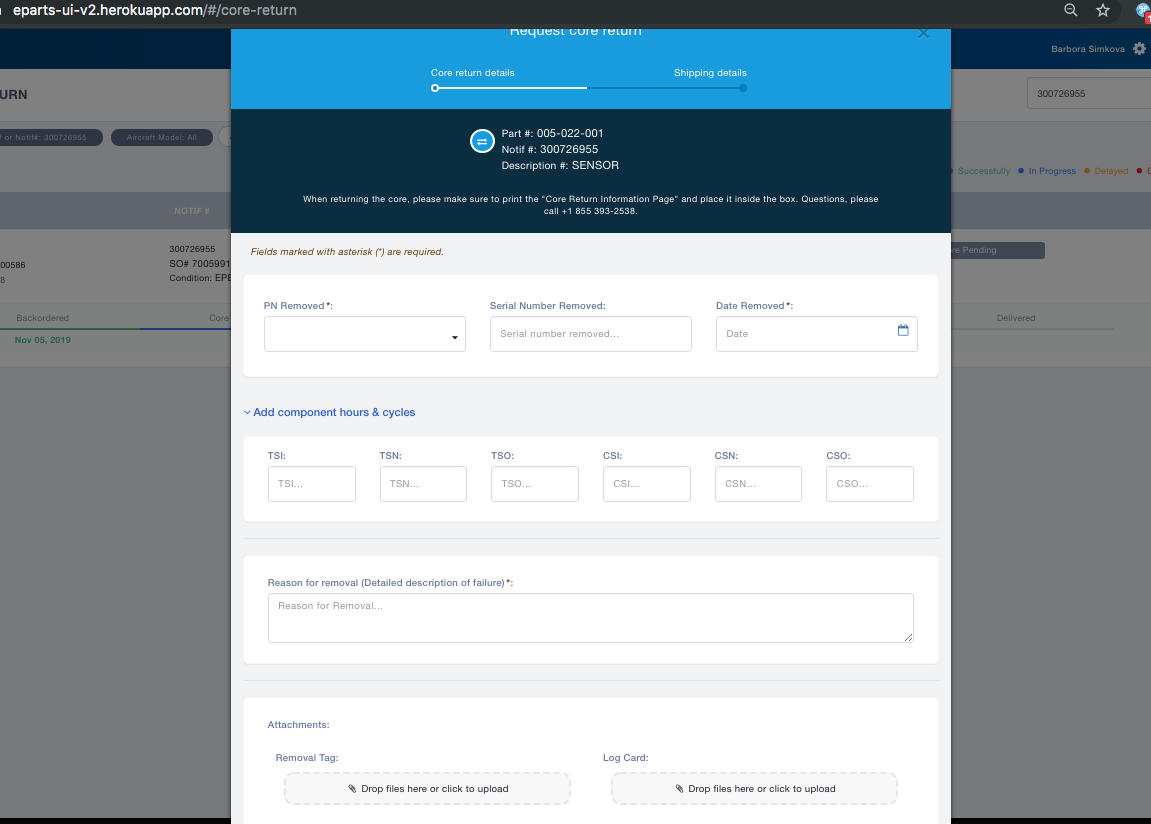 eparts-ui-v2.herokuapp.com/#/core-return
Request core return
Barbora Simkova
Core return details
Shipping details
URN
300726955
# or Notif#: 300726955
Aircraft Model: All
Part #: 005-022-001
Notif #: 300726955
Description #: SENSOR
Successfully
In Progress
Delayed
When returning the core, please make sure to print the "Core Return Information Page" and place it inside the box. Questions, please
call +1 855 393-2538.
NOTIF #
Fields marked with asterisk (*) are required.
300726955
00586
SO# 7005991
8
Condition: EPE
re Pending
PN Removed*:
Serial Number Removed:
Serial number removed...
Date Removed*:
Date
Backordered
Core
Delivered
Nov 05, 2019
Add component hours & cycles
TSI:
TSN:
TSO:
CSI:
CSN:
CSO:
TSI...
TSN...
TSO...
CSI...
CSN...
CSO...
Reason for removal (Detailed description of failure)*:
Reason for Removal...
Attachments:
Removal Tag:
Log Card:
Drop files here or click to upload
Drop files here or click to upload